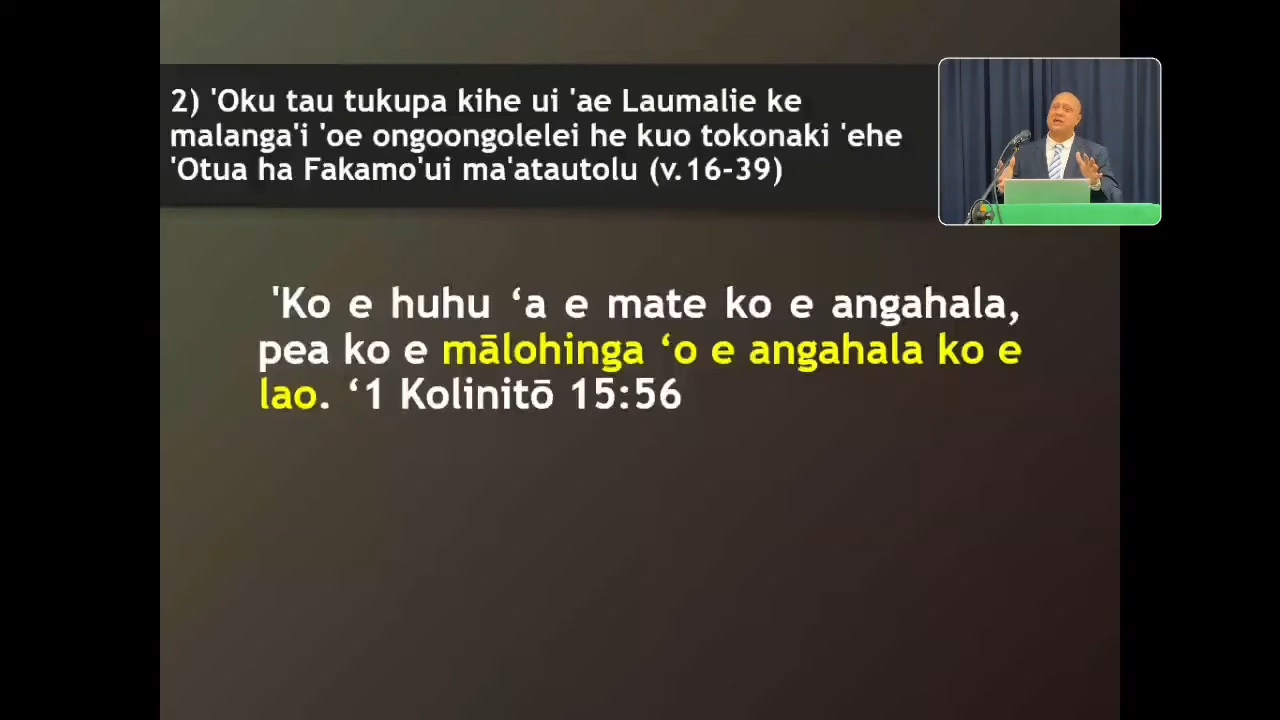 2) 'Oku tau tukupa kihe ui 'ae Laumalie ke
malanga'i 'oe ongoongolelei he kuo tokonaki 'ehe
'Otua ha Fakamo'ui ma'atautolu (v.16-39)
'Ko e huhu ‘a e mate ko e angahala,
pea ko e mālohinga ‘o e angahala ko e
lao. ‘1 Kolinitō 15:56